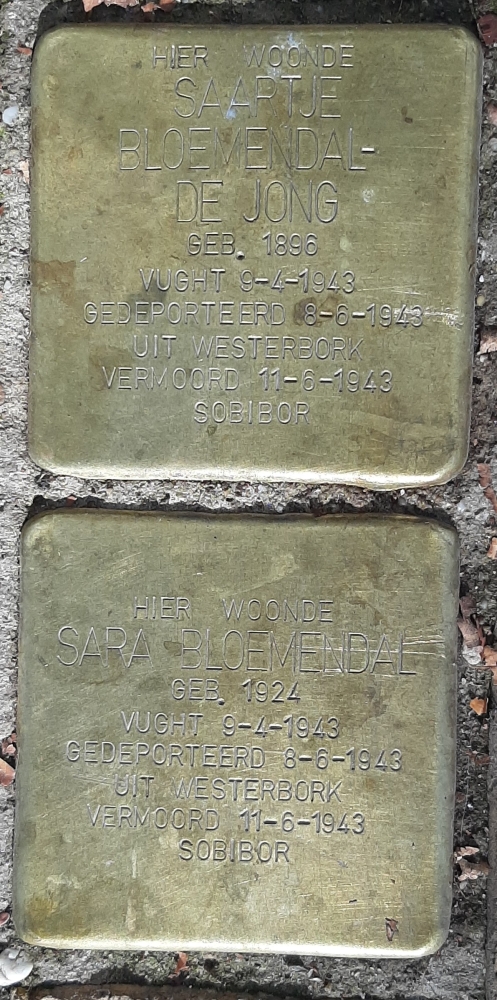 HIER WOONDE
SAARTJE
BLOEMENDAL-
DE JONG
GEB. 1896
VUGHT 9-4-1943
GEDEPORTEERD 8-6-1943
UIT WESTERBORK
VERMOORD 11-6-1943
SOBIBOR
HIER WOONDE
SARA BLOEMENDAL
GEB. 1924
VUGHT 9-4-1943
GEDEPORTEERD 8-6-1943
UIT WESTERBORK
VERMOORD 11-6-1943
SOBIBOR